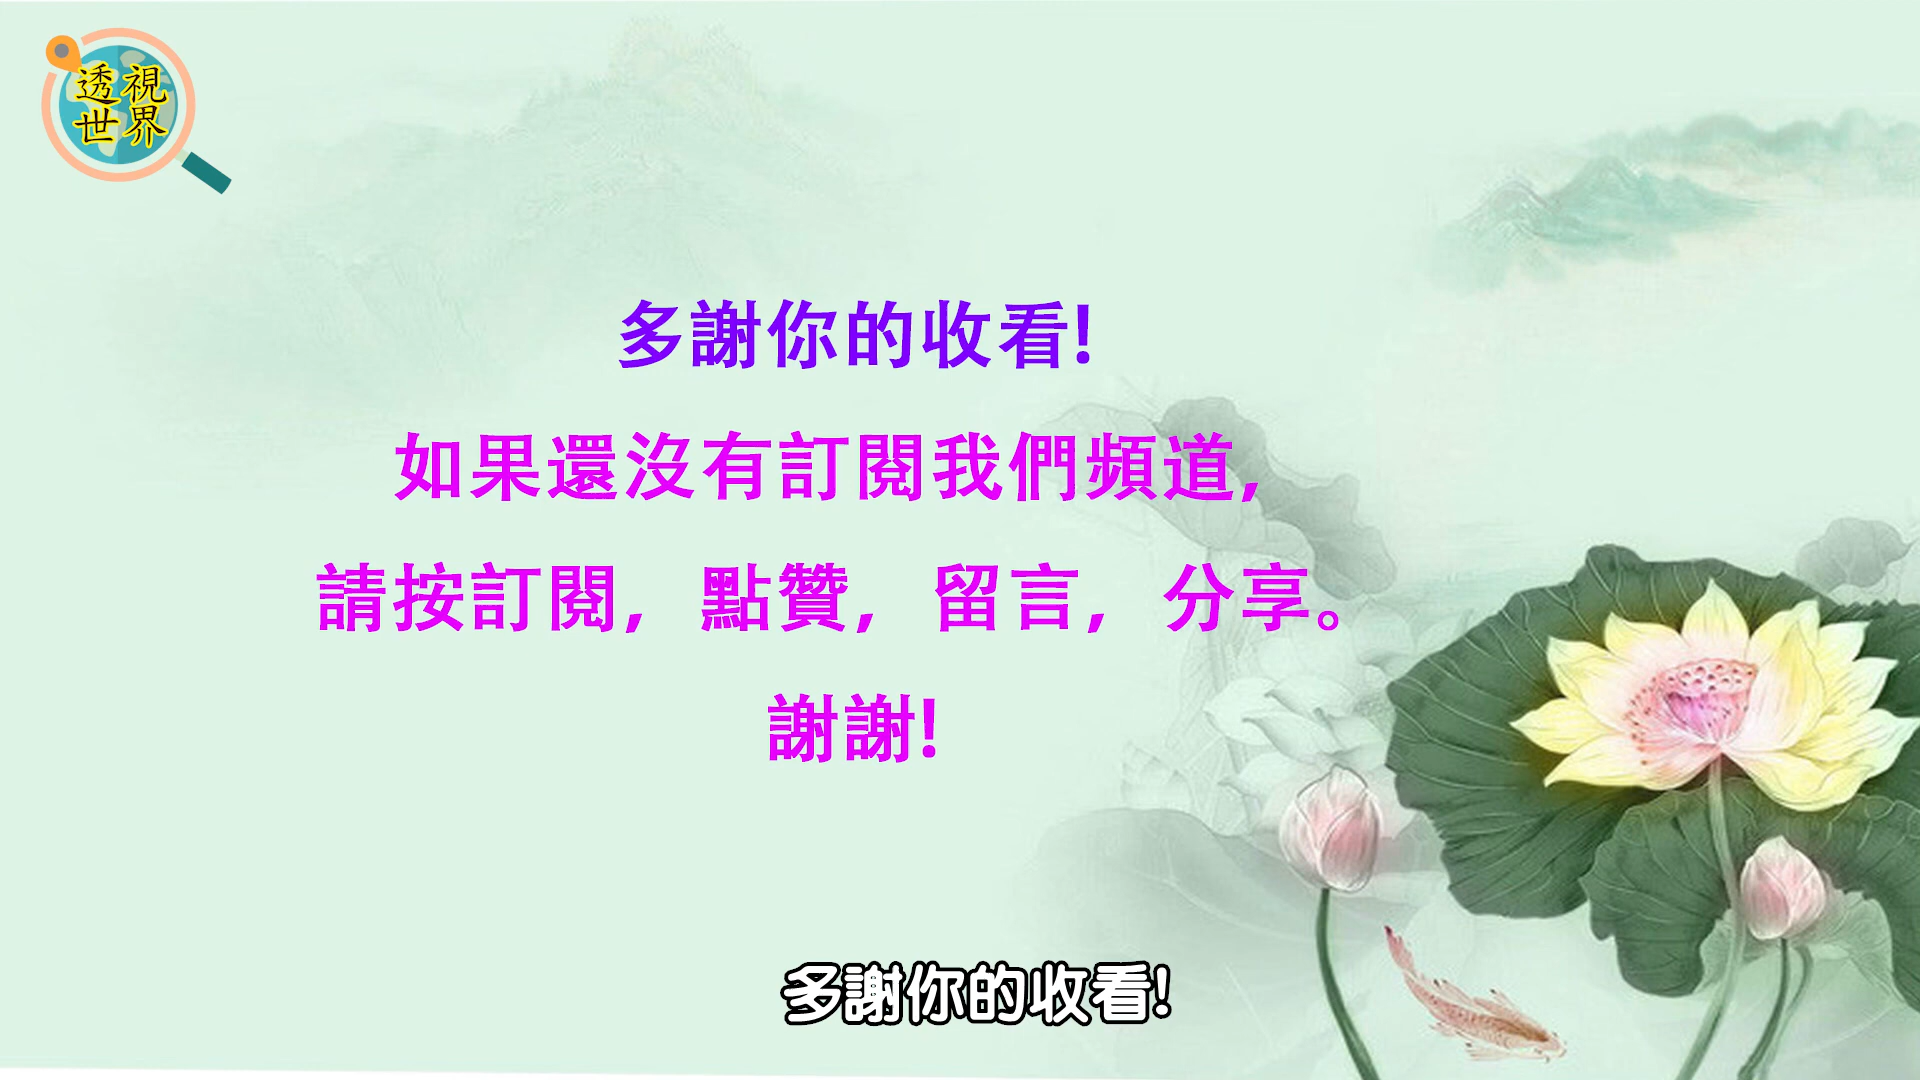 透視
世界
多謝你的收看!
如果還沒有訂閱我們頻道,
請按訂閱, 點贊, 留言, 分享。
謝謝!
多謝你的收看!